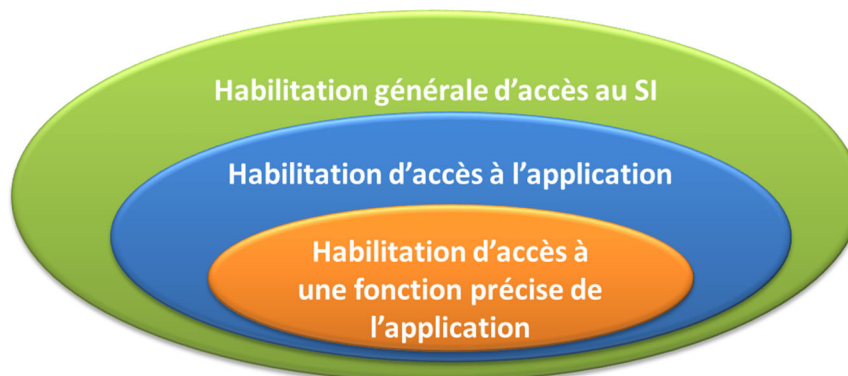 Habilitation générale d’accès au SI
Habilitation d’accès à l’application
Habilitation d’accès à
une fonction précise de
l’application